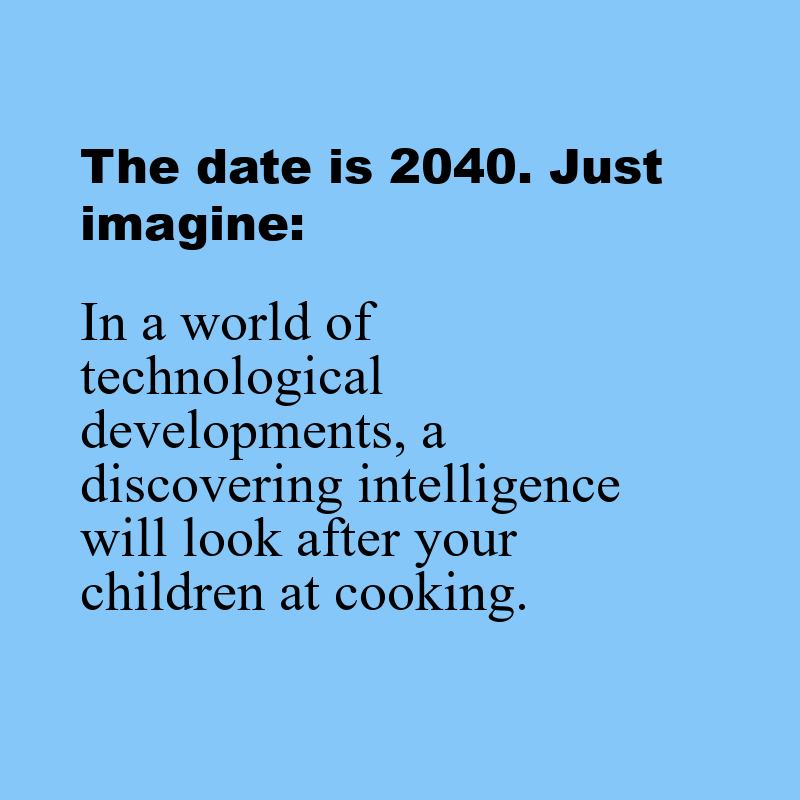 The date is 2040. Just
imagine:
In a world of
technological
developments, a
discovering intelligence
will look after your
children at cooking.